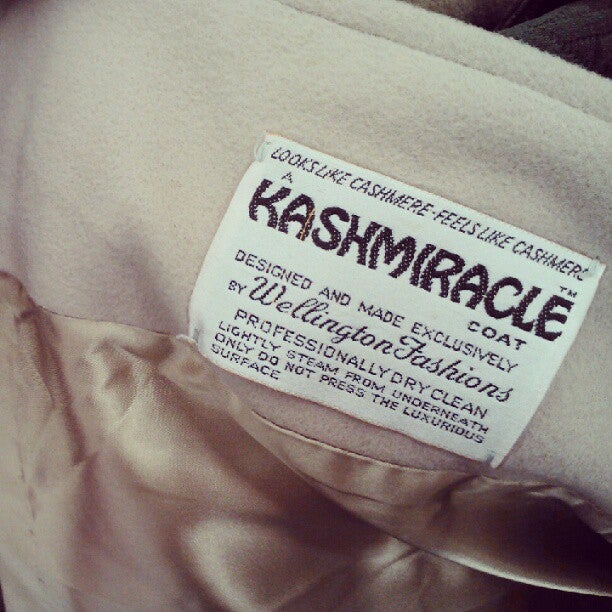 LOOKS LIKE CASHMERE-FEELS LIKE CASHMERE
A
KASHMIRACLE™
COAT
DESIGNED AND MADE EXCLUSIVELY
BY Wellington Fashions
PROFESSIONALLY DRY CLEAN
LIGHTLY STEAM FROM UNDERNEATH
ONLY DO NOT PRESS THE LUXURIOUS
SURFACE